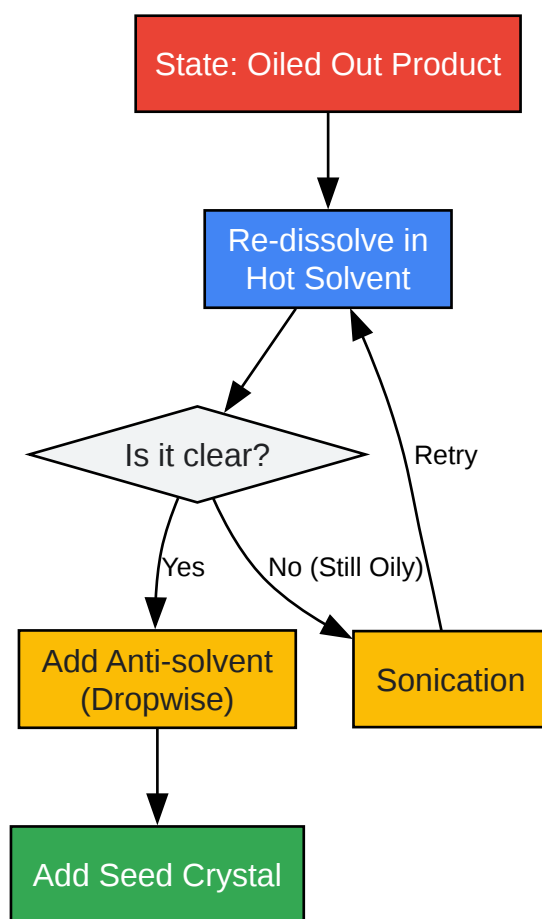 State: Oiled Out Product
Re-dissolve in
Hot Solvent
Is it clear?
Retry
Yes
No (Still Oily)
Add Anti-solvent
(Dropwise)
Sonication
Add Seed Crystal